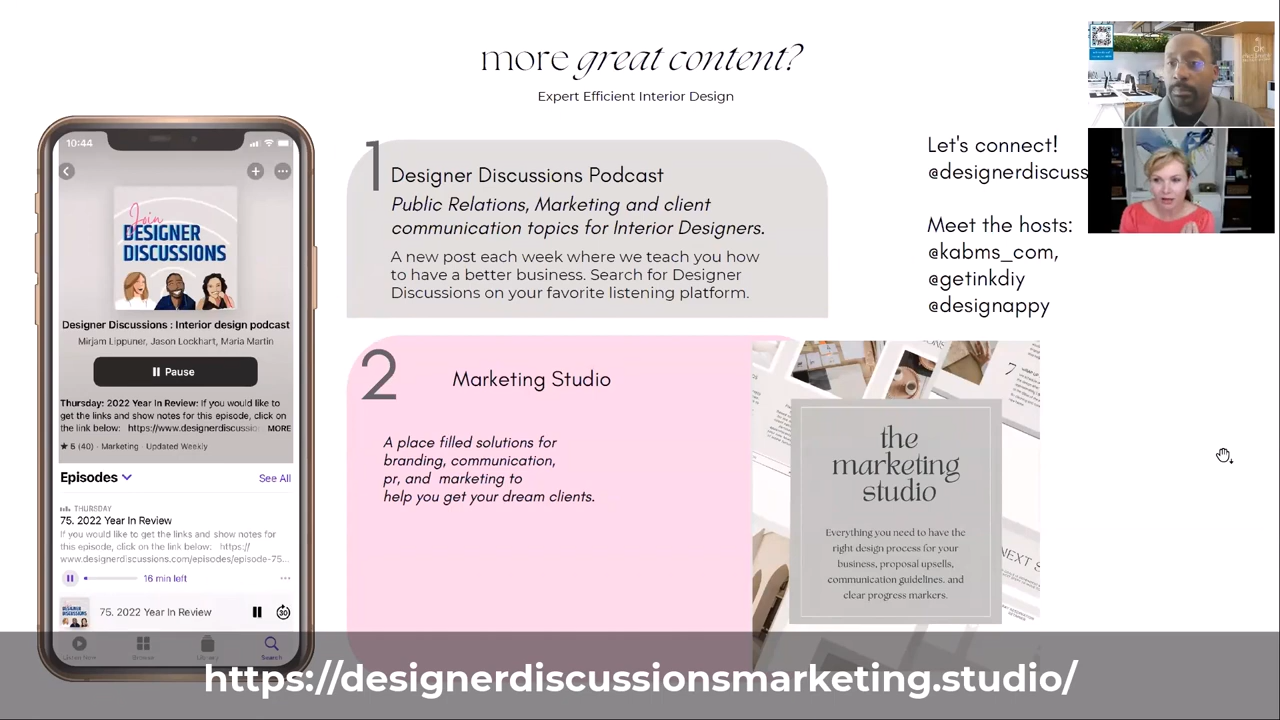 more great content?
Expert Efficient Interior Design
10:44
Join
DESIGNER
DISCUSSIONS
Designer Discussions : Interior design podcast
Mirjam Lippuner, Jason Lockhart, Maria Martin
Pause
Thursday: 2022 Year In Review: If you would like to
get the links and show notes for this episode, click on
the below: https://www.designerdiscussio MORE
★ 5 (40) · Marketing · Updated Weekly
Episodes
See All
THURSDAY
75. 2022 Year In Review
If you would like to get the links and show notes for
this episode, click on the link below: https://
www.designerdiscussions.com/episodes/episode-75...
16 min left
75. 2022 Year In Review
30
Listen Now
Browse
Library
Search
1
Designer Discussions Podcast
Public Relations, Marketing and client
communication topics for Interior Designers.
A new post each week where we teach you how
to have a better business. Search for Designer
Discussions on your favorite listening platform.
2
Marketing Studio
A place filled solutions for
branding, communication,
pr, and marketing to
help you get your dream clients.
7
NEXT S
the
marketing
studio
Everything you need to have the
right design process for your
business, proposal upsells,
communication guidelines. and
clear progress markers.
Let's connect!
@designerdiscuss
Meet the hosts:
@kabms_com,
@getinkdiy
@designappy
https://designerdiscussionsmarketing.studio/